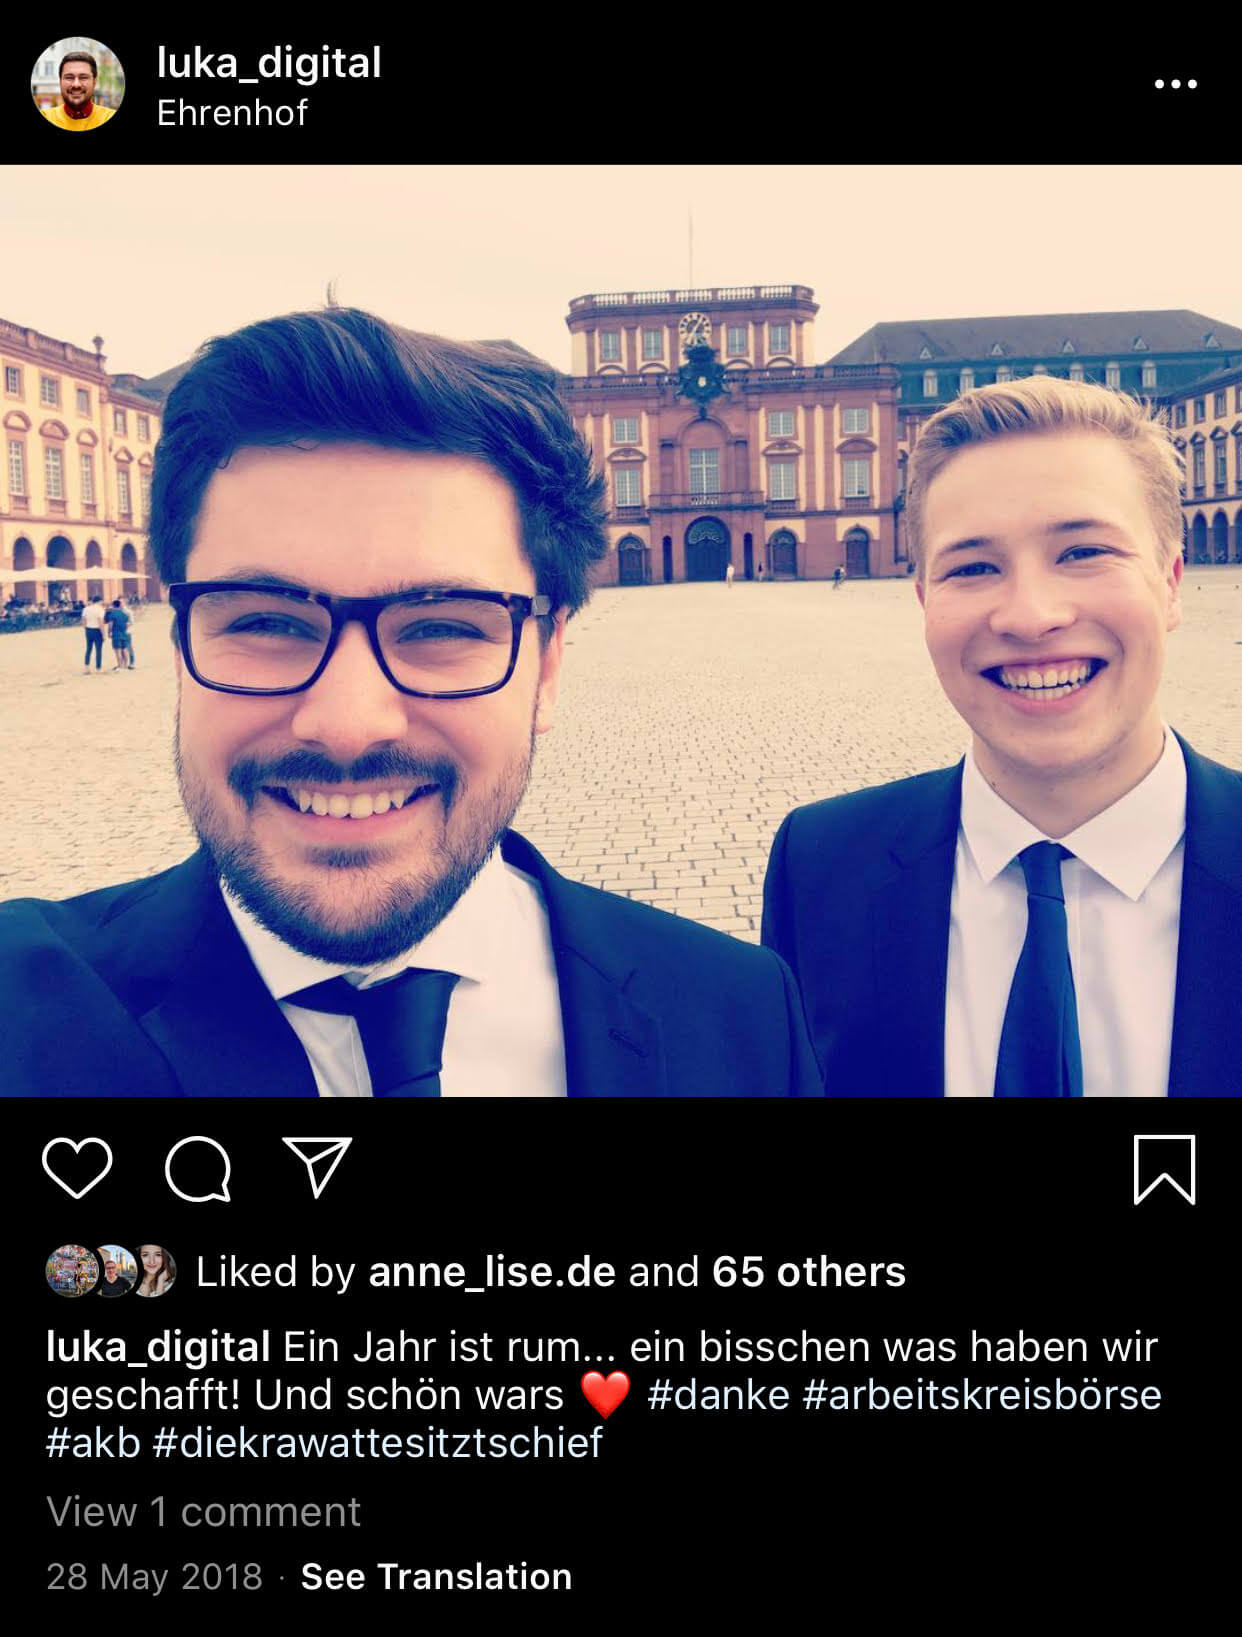 luka_digital
Ehrenhof
Liked by anne_lise.de and 65 others
luka_digital Ein Jahr ist rum... ein bisschen was haben wir
geschafft! Und schön wars ❤️ #danke #arbeitskreisbörse
#akb #diekrawattesitztschief
View 1 comment
28 May 2018 · See Translation